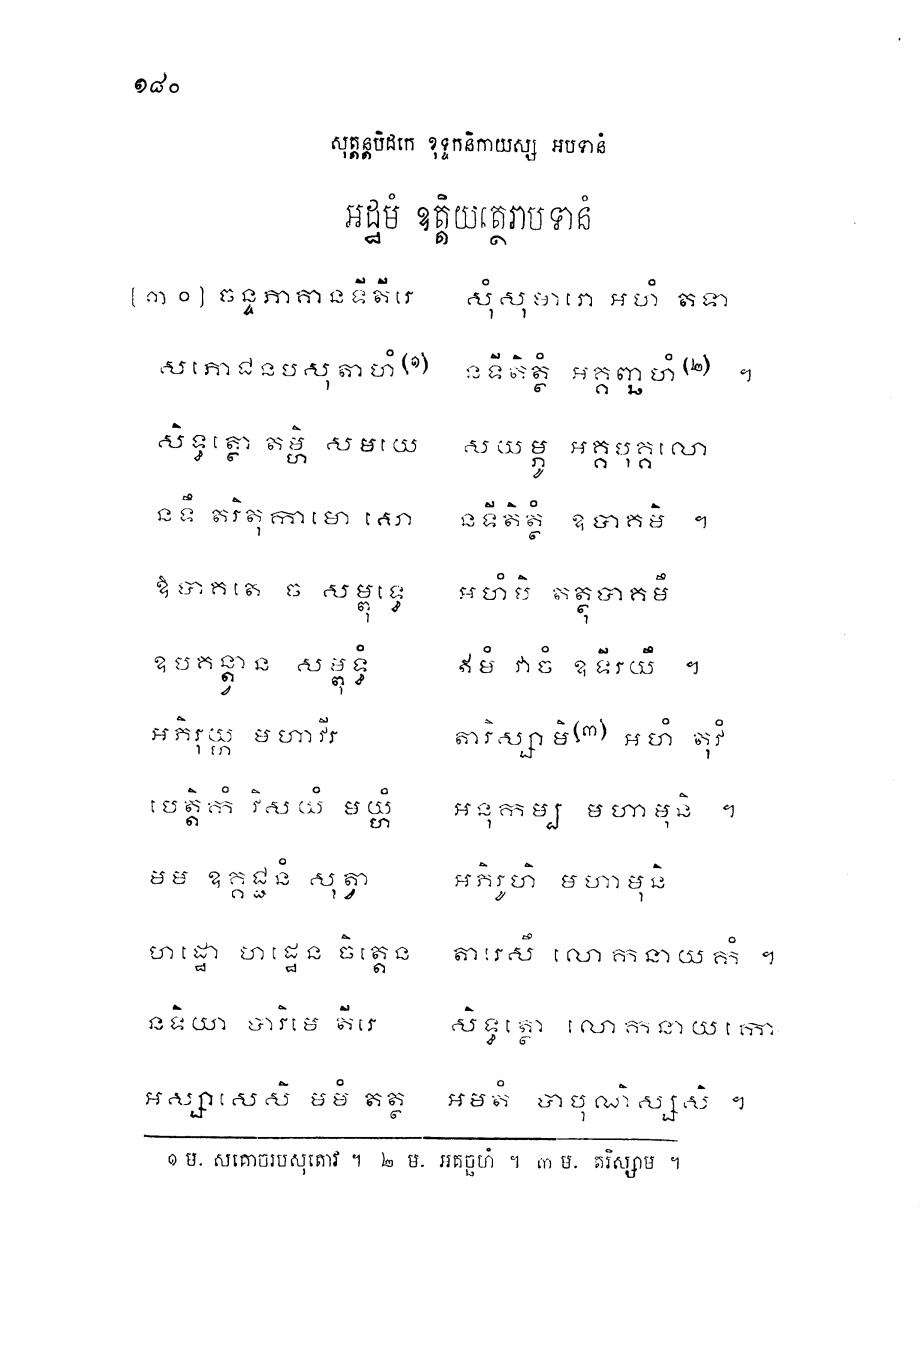 ១៨០
សុត្តន្តបិដកេ ខុទ្ទកនិកាយស្ស អបទានំ
អដ្ឋមំ ឧត្តិយត្ថេរាបទានំ
[៣០] ចន្ទភាគានទីតីរេ សុំសុមារោ អហំ តទា
សភោជនបសុតាហំ(១) នទីតិត្ថំ អគ្គញ្ឆហំ(២) ។
សិទ្ធត្ថោ តម្ហិ សមយេ សយម្ភូ អគ្គបុគ្គលោ
នទឹ តរិតុកាមោ សោ នទីតិត្ថំ ឧបាគមិ ។
ឧបាគតេ ច សម្ពុទ្ធេ អហំបិ តត្ថុបាគមឹ
ឧបគន្ត្វាន សម្ពុទ្ធំ ឥមំ វាចំ ឧទីរយឹ ។
អភិរុយ្ហ មហាវីរ តារិស្សាមិ(៣) អហំ តុវំ
បេត្តិកំ វិសយំ មយ្ហំ អនុកម្ប មហាមុនិ ។
មម ឧគ្គជ្ជនំ សុត្វា អភិរូហិ មហាមុនិ
ហដ្ឋោ ហដ្ឋេន ចិត្តេន តារេសឹ លោកនាយកំ ។
នទិយា បារិមេ តីរេ សិទ្ធត្ថោ លោកនាយកោ
អស្សាសេសិ មមំ តត្ថ អមតំ បាបុណិស្សសិ ។
១ ម. សគោចរបសុតោវ ។ ២ ម. អគច្ឆហំ ។ ៣ ម. តរិស្សាម ។